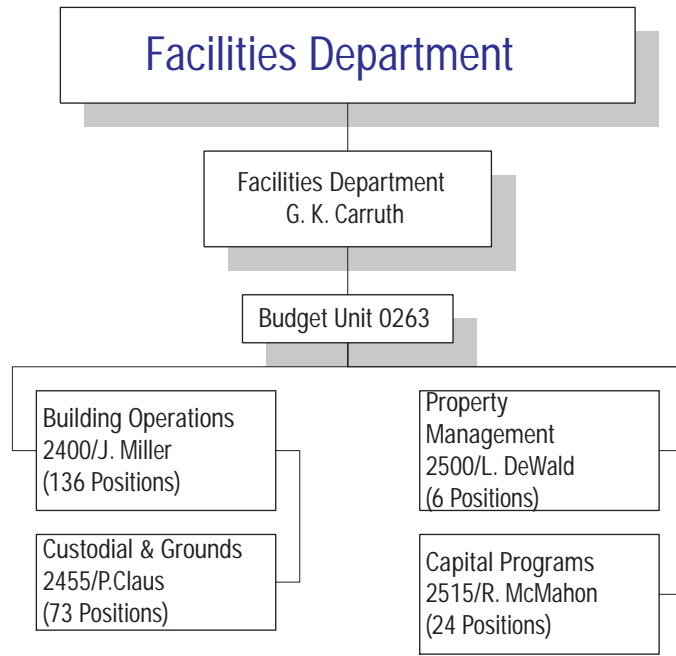 Facilities Department
Facilities Department
G. K. Carruth
Budget Unit 0263
Building Operations
2400/J. Miller
(136 Positions)
Custodial & Grounds
2455/P.Claus
(73 Positions)
Property
Management
2500/L. DeWald
(6 Positions)
Capital Programs
2515/R. McMahon
(24 Positions)